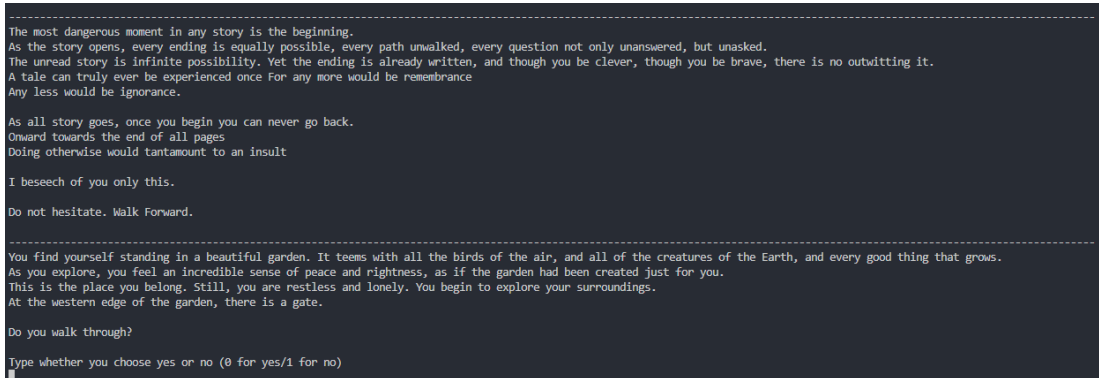 The most dangerous moment in any story is the beginning.
As the story opens, every ending is equally possible, every path unwalked, every question not only unanswered, but unasked.
The unread story is infinite possibility. Yet the ending is already written, and though you be clever, though you be brave, there is no outwitting it.
A tale can truly ever be experienced once For any more would be remembrance
Any less would be ignorance.
As all story goes, once you begin you can never go back.
Onward towards the end of all pages
Doing otherwise would tantamount to an insult
I beseech of you only this.
Do not hesitate. Walk Forward.
You find yourself standing in a beautiful garden. It teems with all the birds of the air, and all of the creatures of the Earth, and every good thing that grows.
As you explore, you feel an incredible sense of peace and rightness, as if the garden had been created just for you.
This is the place you belong. Still, you are restless and lonely. You begin to explore your surroundings.
At the western edge of the garden, there is a gate.
Do you walk through?
Type whether you choose yes or no (0 for yes/1 for no)